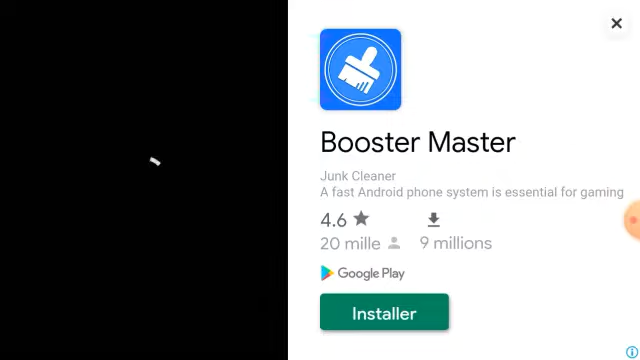 Booster Master
Junk Cleaner
A fast Android phone system is essential for gaming
4.6
20 mille 9 millions
Google Play
Installer